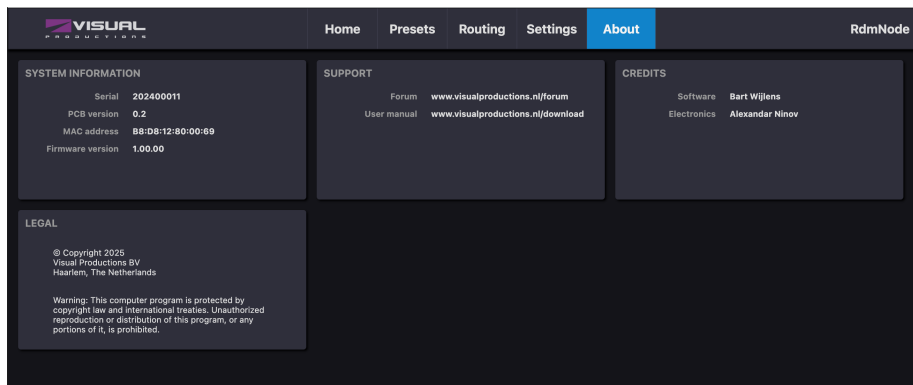 VISUAL
PRODUCTIONS
Home Presets Routing Settings About RdmNode
SYSTEM INFORMATION
Serial 202400011
PCB version 0.2
MAC address B8:D8:12:80:00:69
Firmware version 1.00.00
SUPPORT
Forum www.visualproductions.nl/forum
User manual www.visualproductions.nl/download
CREDITS
Software Bart Wijlens
Electronics Alexandar Ninov
LEGAL
© Copyright 2025
Visual Productions BV
Haarlem, The Netherlands
Warning: This computer program is protected by
copyright law and international treaties. Unauthorized
reproduction or distribution of this program, or any
portions of it, is prohibited.